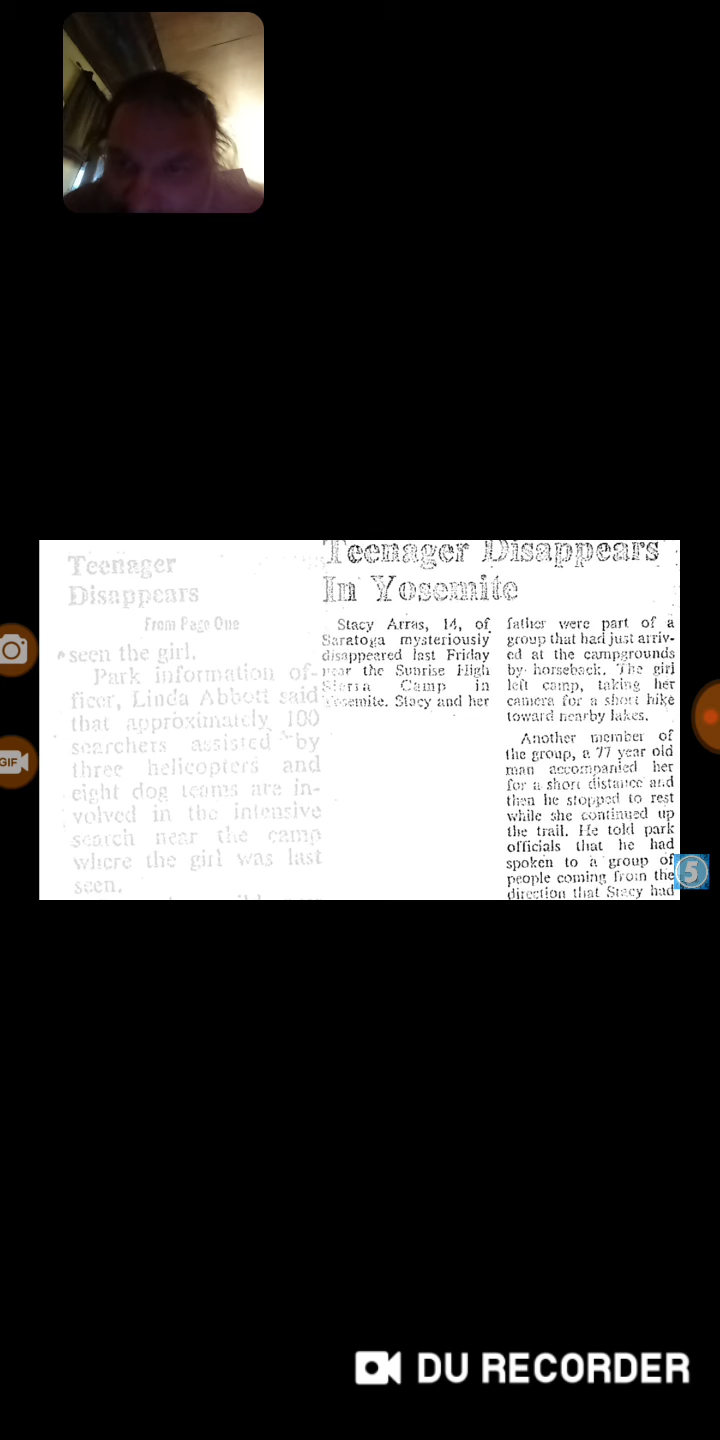 Teenager Disappears
In Yosemite
Stacy Arras, 14, of
Saratoga mysteriously
disappeared last Friday
near the Sunrise High
Sierra Camp in
Yosemite. Stacy and her
father were part of a
group that had just arriv-
ed at the campgrounds
by horseback. The girl
left camp, taking her
camera for a short hike
toward nearby lakes.
Another member of
the group, a 77 year old
man accompanied her
for a short distance and
then he stopped to rest
while she continued up
the trail. He told park
officials that he had
spoken to a group of
people coming from the
direction that Stacy had
Teenager
Disappears
From Page One
seen the girl.
Park information of-
ficer, Linda Abbott said
that approximately 100
searchers assisted by
three helicopters and
eight dog teams are in-
volved in the intensive
search near the camp
where the girl was last
seen.
GIF
5
DU RECORDER